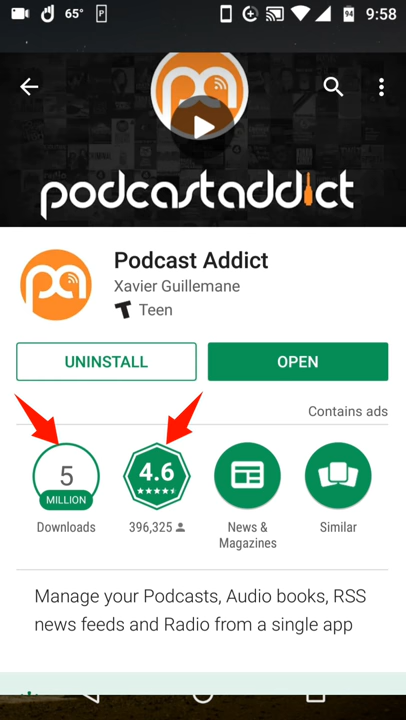 65° P 94 9:58
podcastaddict
Podcast Addict
Xavier Guillemane
T Teen
UNINSTALL OPEN
Contains ads
5
MILLION
Downloads
4.6
396,325
News &
Magazines
Similar
Manage your Podcasts, Audio books, RSS
news feeds and Radio from a single app